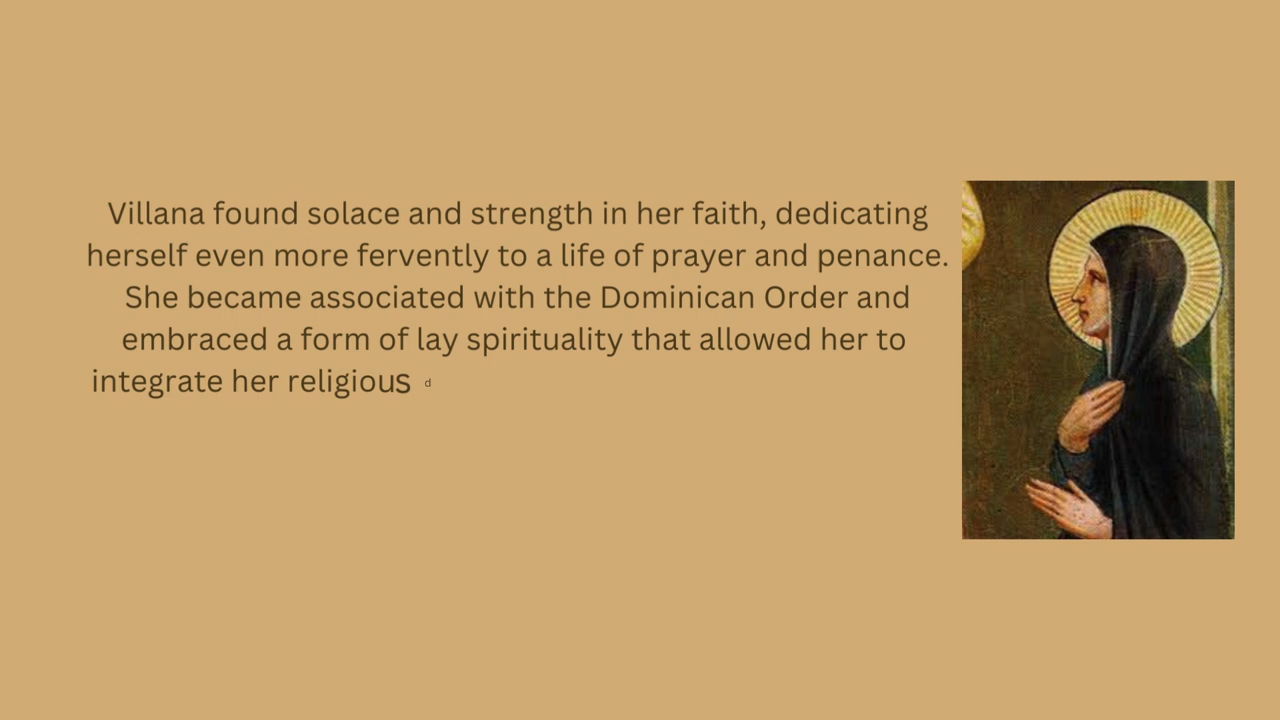 Villana found solace and strength in her faith, dedicating
herself even more fervently to a life of prayer and penance.
She became associated with the Dominican Order and
embraced a form of lay spirituality that allowed her to
integrate her religious d